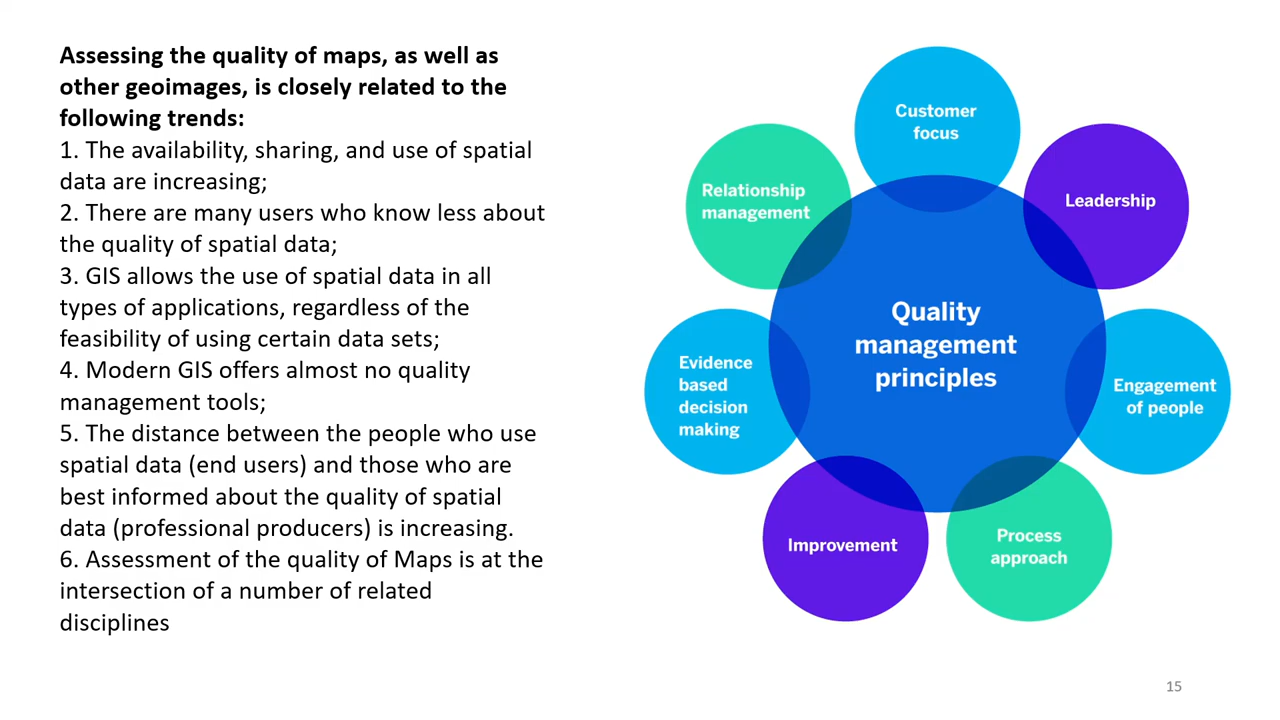 Assessing the quality of maps, as well as
other geoimages, is closely related to the
following trends:
1. The availability, sharing, and use of spatial
data are increasing;
2. There are many users who know less about
the quality of spatial data;
3. GIS allows the use of spatial data in all
types of applications, regardless of the
feasibility of using certain data sets;
4. Modern GIS offers almost no quality
management tools;
5. The distance between the people who use
spatial data (end users) and those who are
best informed about the quality of spatial
data (professional producers) is increasing.
6. Assessment of the quality of Maps is at the
intersection of a number of related
disciplines
Customer
focus
Leadership
Engagement
of people
Process
approach
Improvement
Evidence
based
decision
making
Relationship
management
Quality
management
principles
15